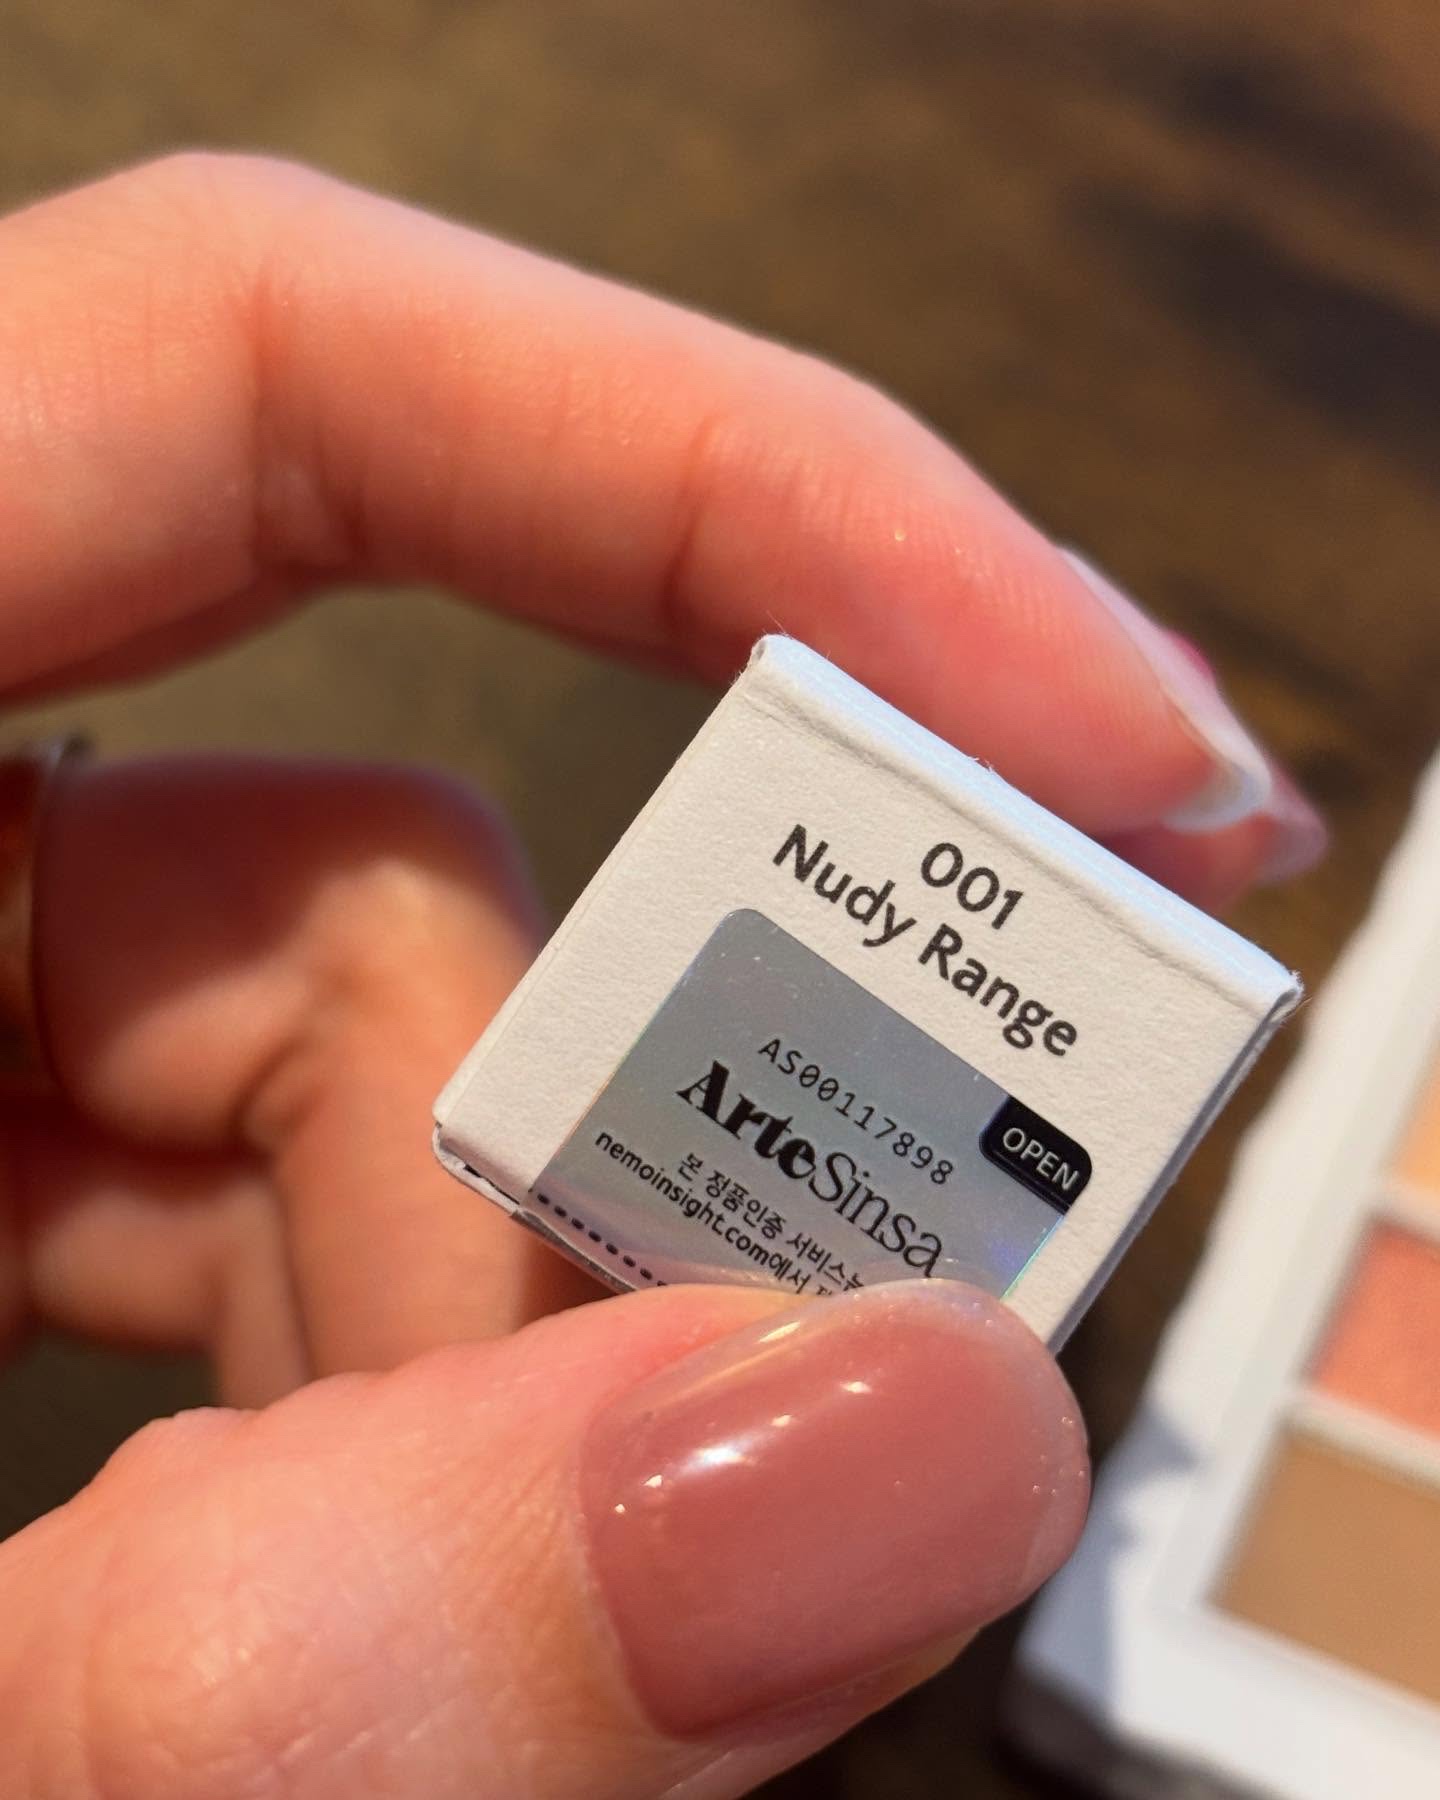 001
Nudy Range
AS00117898
OPEN
ArteSinsa
본 정품인증 서비스는
nemoinsight.com에서